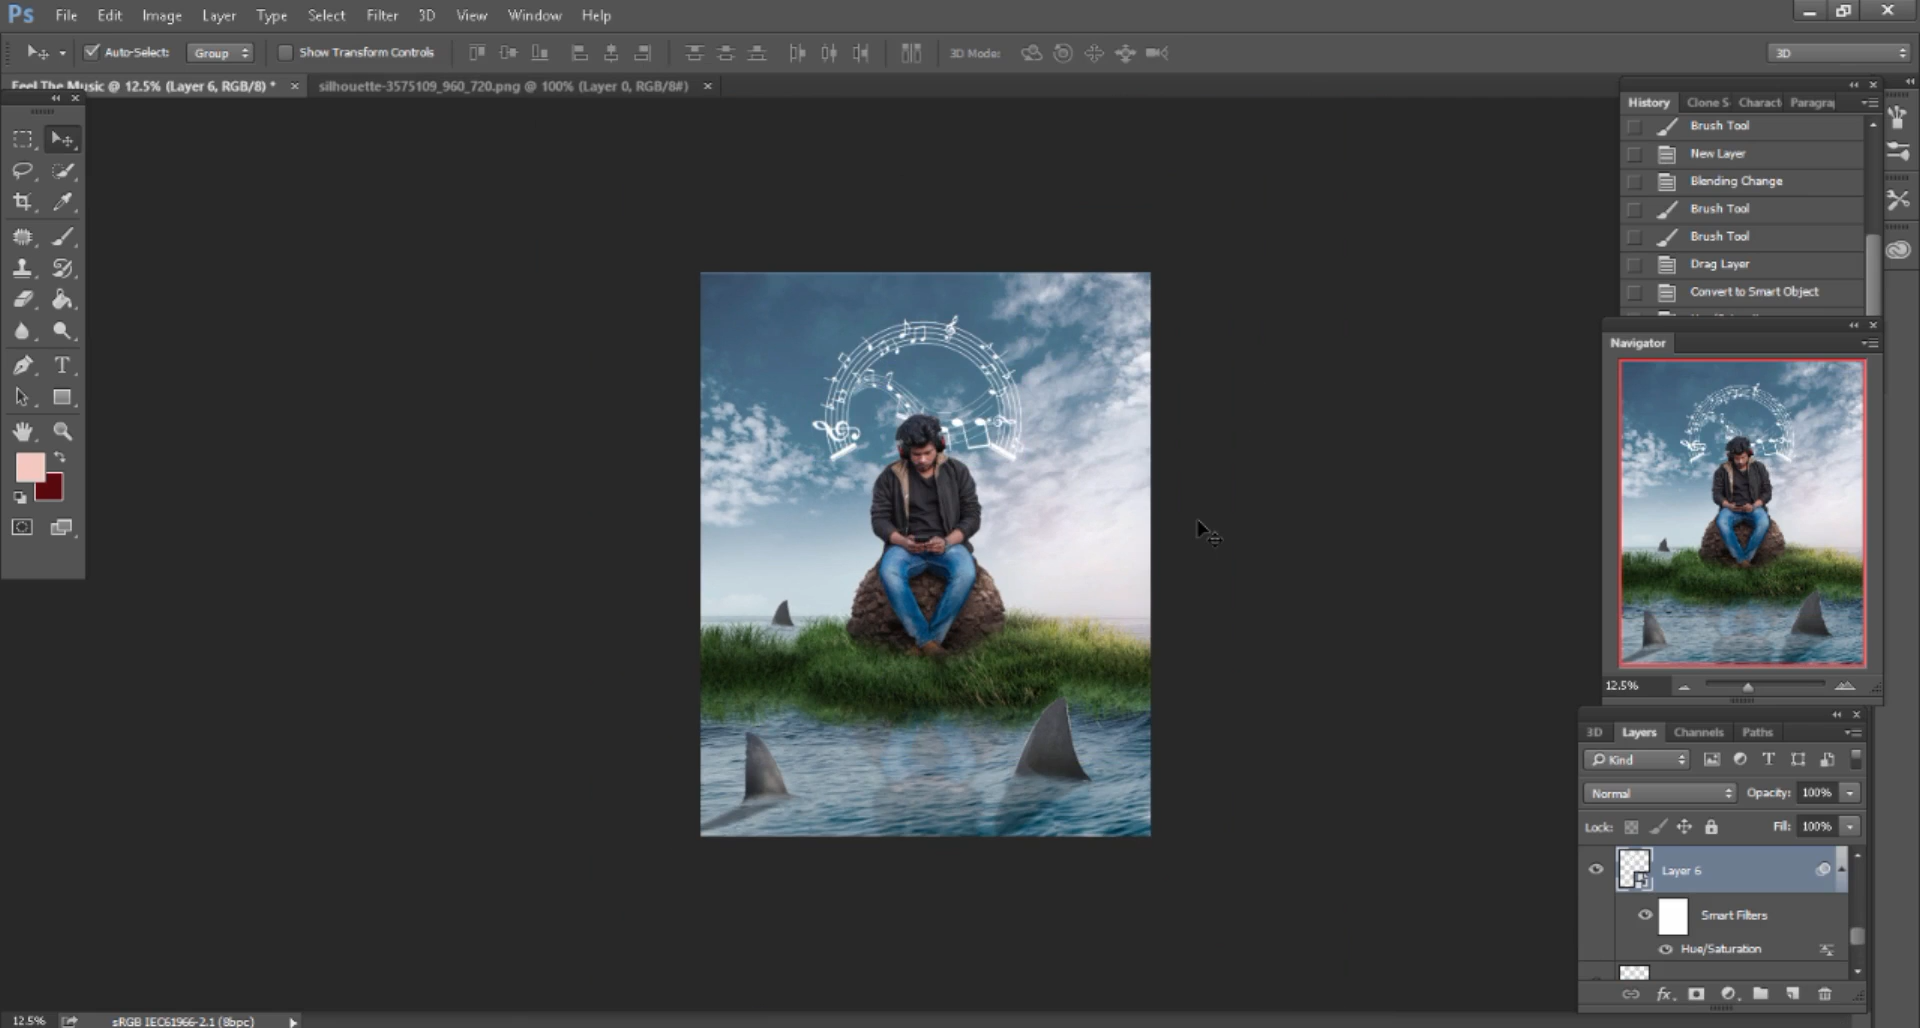 Ps File Edit Image Layer Type Select Filter 3D View Window Help
Auto-Select: Group Show Transform Controls 3D Mode: 3D
Feel The Music @ 12.5% (Layer 6, RGB/8) * silhouette-3575109_960_720.png @ 100% (Layer 0, RGB/8#)
History Clone S Charact Paragra
Brush Tool
New Layer
Blending Change
Brush Tool
Brush Tool
Drag Layer
Convert to Smart Object
Navigator
12.5%
3D Layers Channels Paths
Kind
Normal Opacity: 100%
Lock: Fill: 100%
Layer 6
Smart Filters
Hue/Saturation
fx
12.5% sRGB IEC61966-2.1 (8bpc)